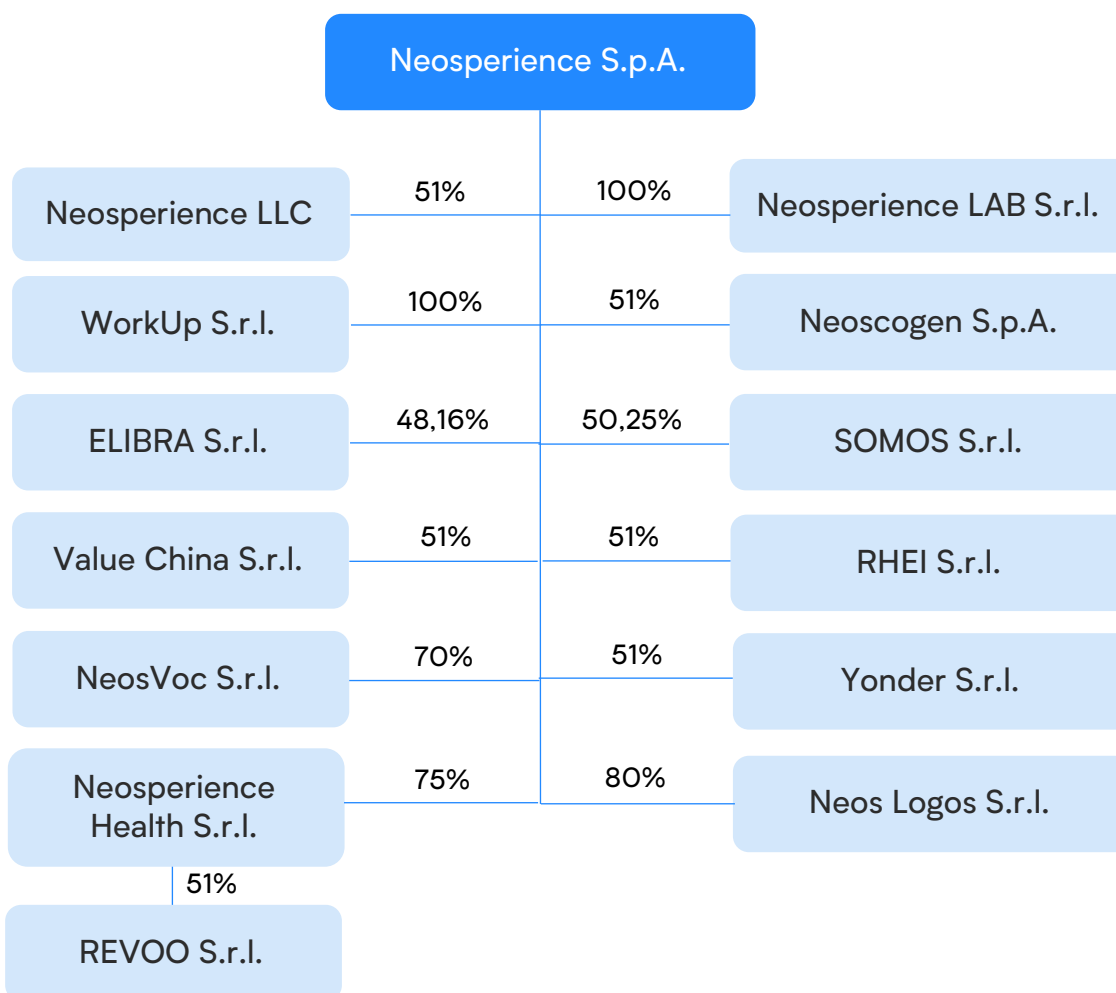 Neosperience S.p.A.
51%
100%
Neosperience LLC
Neosperience LAB S.r.l.
100%
51%
WorkUp S.r.l.
Neoscogen S.p.A.
48,16%
50,25%
ELIBRA S.r.l.
SOMOS S.r.l.
51%
51%
Value China S.r.l.
RHEI S.r.l.
70%
51%
NeosVoc S.r.l.
Yonder S.r.l.
75%
80%
Neosperience
Health S.r.l.
Neos Logos S.r.l.
51%
REVOO S.r.l.